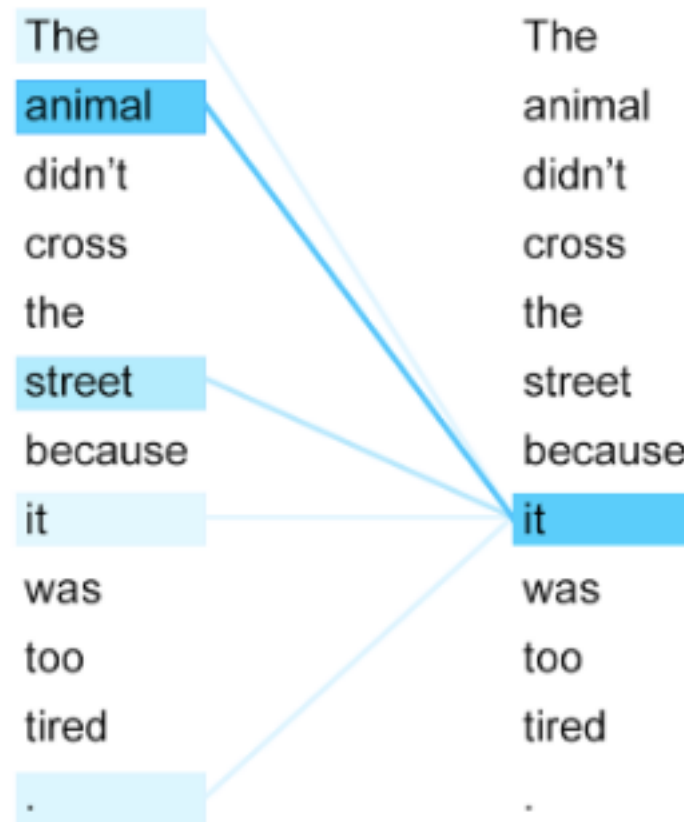 The
animal
didn't
cross
the
street
because
it
was
too
tired
.
The
animal
didn't
cross
the
street
because
it
was
too
tired
.